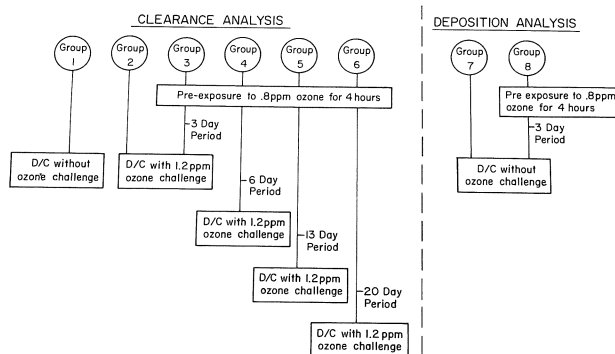 CLEARANCE ANALYSIS
DEPOSITION ANALYSIS
Group
1
Group
2
Group
3
Group
4
Group
5
Group
6
Group
7
Group
8
Pre-exposure to .8ppm ozone for 4 hours
Pre exposure to .8 ppm
ozone for 4 hours
3 Day
Period
3 Day
Period
D/C without
ozone challenge
D/C with 1.2 ppm
ozone challenge
D/C without
ozone challenge
6 Day
Period
D/C with 1.2 ppm
ozone challenge
13 Day
Period
D/C with 1.2 ppm
ozone challenge
20 Day
Period
D/C with 1.2 ppm
ozone challenge